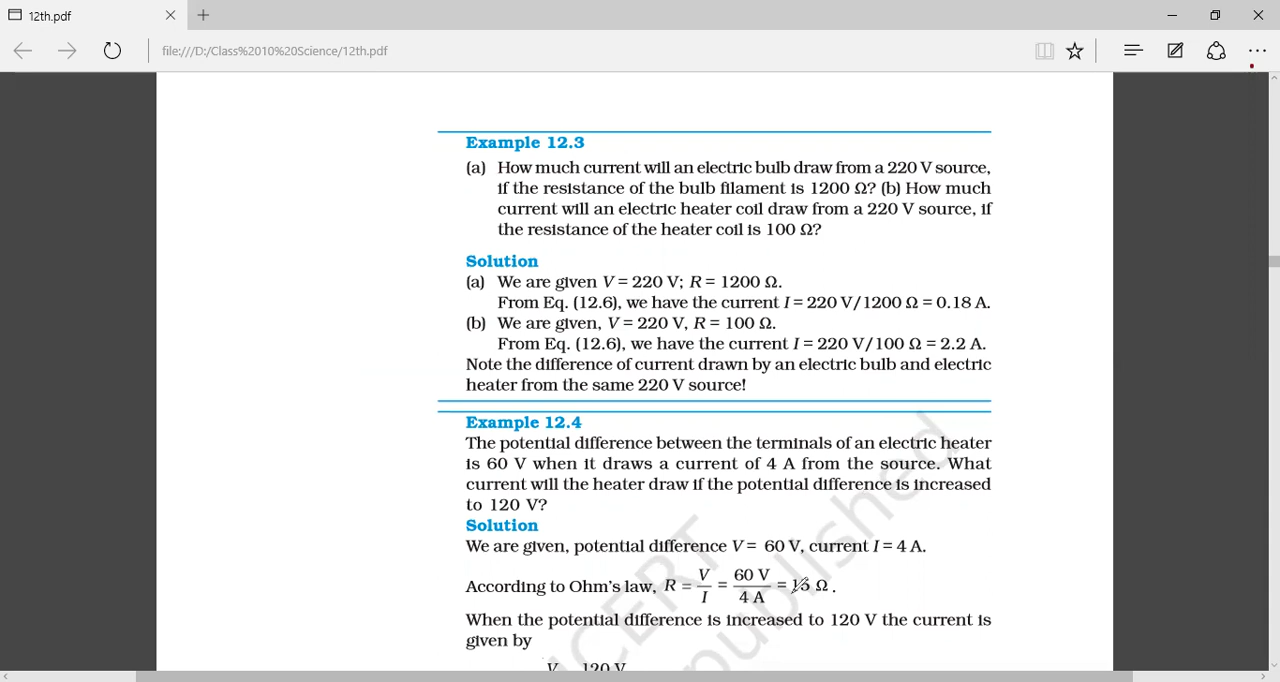 12th.pdf
file:///D:/Class%2010%20Science/12th.pdf
Example 12.3
(a) How much current will an electric bulb draw from a 220 V source,
if the resistance of the bulb filament is 1200 Ω? (b) How much
current will an electric heater coil draw from a 220 V source, if
the resistance of the heater coil is 100 Ω?
Solution
(a) We are given V = 220 V; R = 1200 Ω.
From Eq. (12.6), we have the current I = 220 V/1200 Ω = 0.18 A.
(b) We are given, V = 220 V, R = 100 Ω.
From Eq. (12.6), we have the current I = 220 V/100 Ω = 2.2 A.
Note the difference of current drawn by an electric bulb and electric
heater from the same 220 V source!
Example 12.4
The potential difference between the terminals of an electric heater
is 60 V when it draws a current of 4 A from the source. What
current will the heater draw if the potential difference is increased
to 120 V?
Solution
We are given, potential difference V = 60 V, current I = 4 A.
According to Ohm's law, R = V/I = 60 V/4 A = 15 Ω.
When the potential difference is increased to 120 V the current is
given by
V 120 V
published